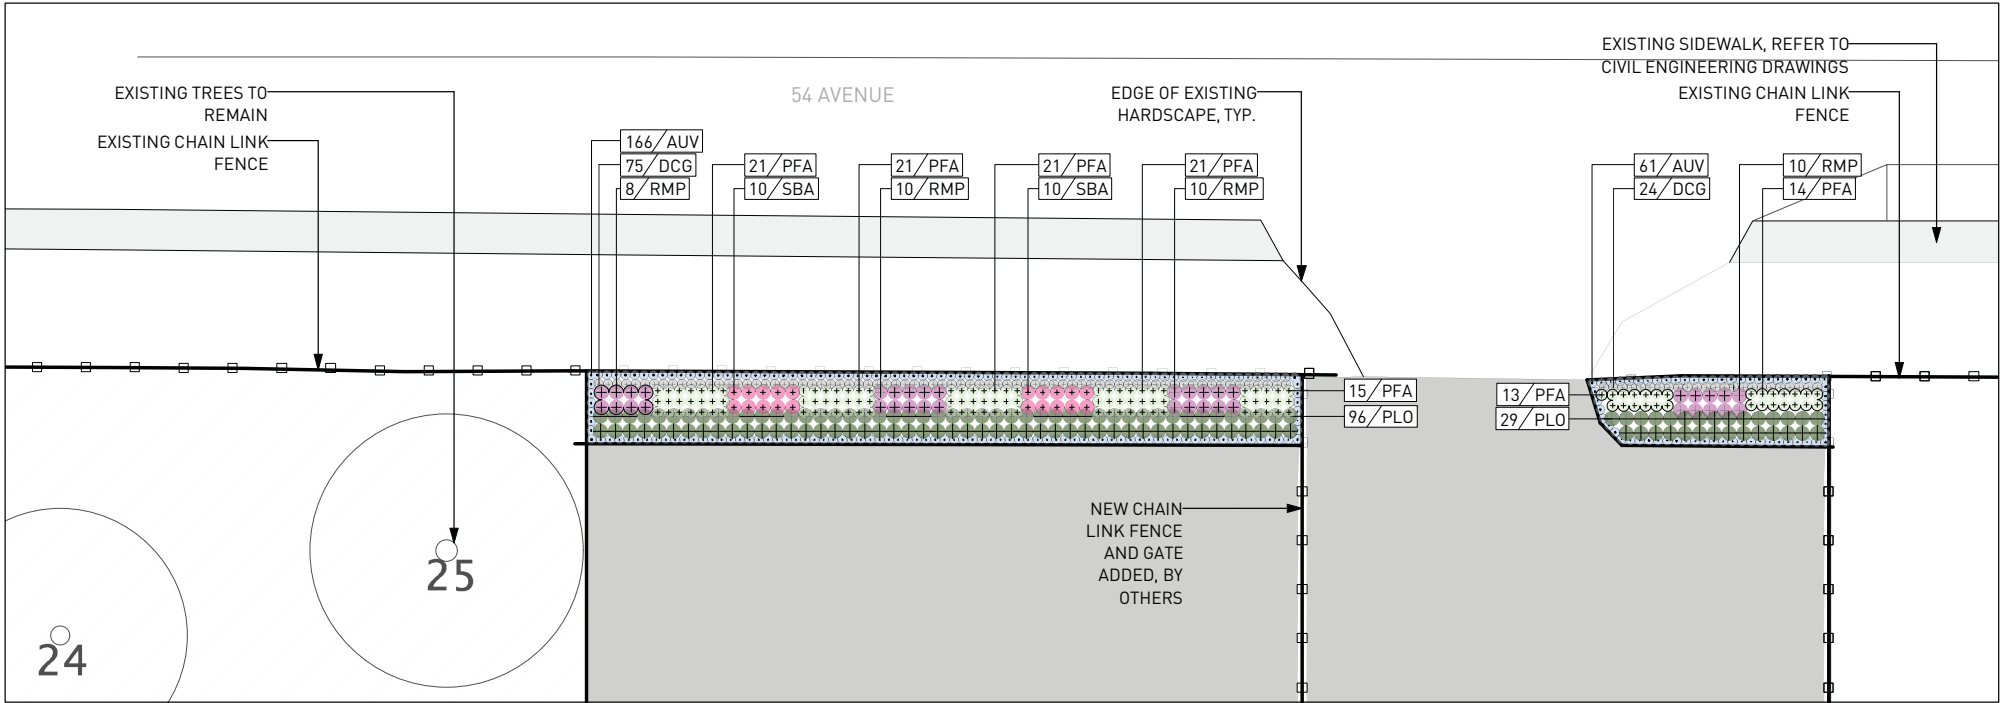 EXISTING SIDEWALK, REFER TO
CIVIL ENGINEERING DRAWINGS
EXISTING TREES TO
REMAIN
54 AVENUE
EDGE OF EXISTING
HARDSCAPE, TYP.
EXISTING CHAIN LINK
FENCE
EXISTING CHAIN LINK
FENCE
166/AUV
75/DCG
8/RMP
21/PFA
10/SBA
21/PFA
10/RMP
21/PFA
10/SBA
21/PFA
10/RMP
61/AUV
24/DCG
10/RMP
14/PFA
15/PFA
96/PLO
13/PFA
29/PLO
NEW CHAIN
LINK FENCE
AND GATE
ADDED, BY
OTHERS
25
24